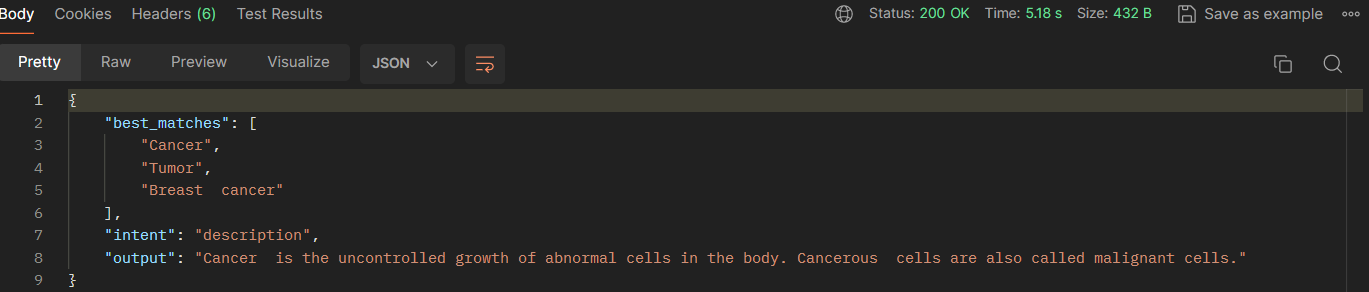 Body Cookies Headers (6) Test Results Status: 200 OK Time: 5.18 s Size: 432 B Save as example
Pretty Raw Preview Visualize JSON
1 {
2 "best_matches": [
3 "Cancer",
4 "Tumor",
5 "Breast  cancer"
6 ],
7 "intent": "description",
8 "output": "Cancer  is the uncontrolled growth of abnormal cells in the body. Cancerous  cells are also called malignant cells."
9 }